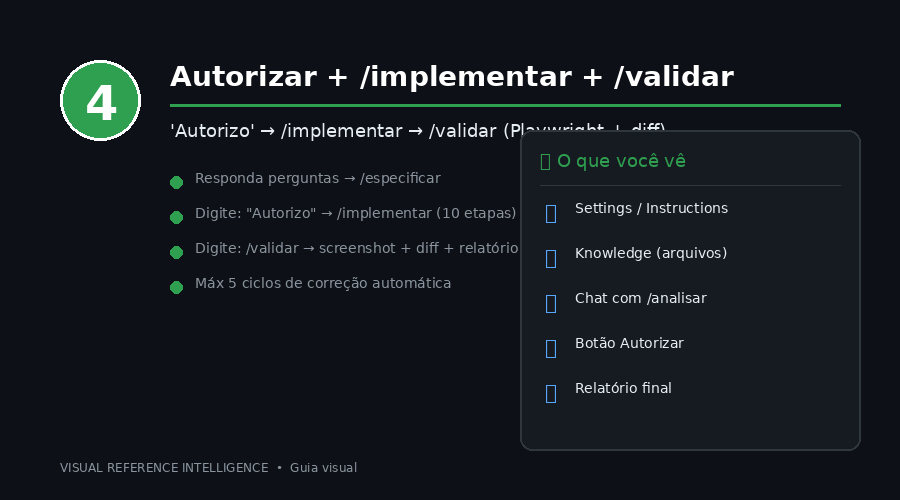 4
Autorizar + /implementar + /validar
'Autorizo' → /implementar → /validar (Playwright + diff)
Responda perguntas → /especificar
Digite: "Autorizo" → /implementar (10 etapas)
Digite: /validar → screenshot + diff + relatório
Máx 5 ciclos de correção automática
O que você vê
Settings / Instructions
Knowledge (arquivos)
Chat com /analisar
Botão Autorizar
Relatório final
VISUAL REFERENCE INTELLIGENCE • Guia visual